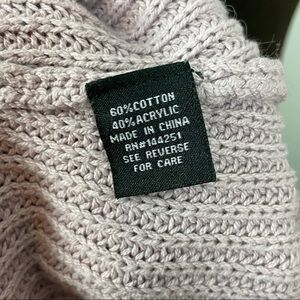 60%COTTON
40%ACRYLIC
MADE IN CHINA
RN#144251
SEE REVERSE
FOR CARE